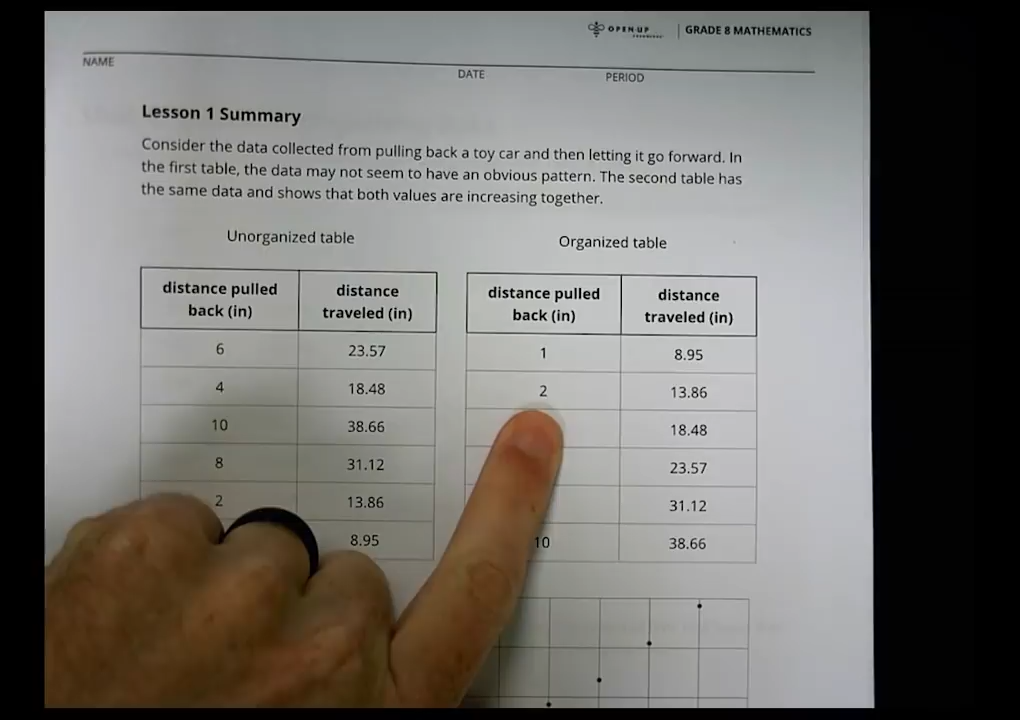 OPEN UP | GRADE 8 MATHEMATICS
NAME DATE PERIOD
Lesson 1 Summary
Consider the data collected from pulling back a toy car and then letting it go forward. In
the first table, the data may not seem to have an obvious pattern. The second table has
the same data and shows that both values are increasing together.
Unorganized table
distance pulled back (in) distance traveled (in)
6 23.57
4 18.48
10 38.66
8 31.12
2 13.86
8.95
Organized table
distance pulled back (in) distance traveled (in)
1 8.95
2 13.86
18.48
23.57
31.12
10 38.66